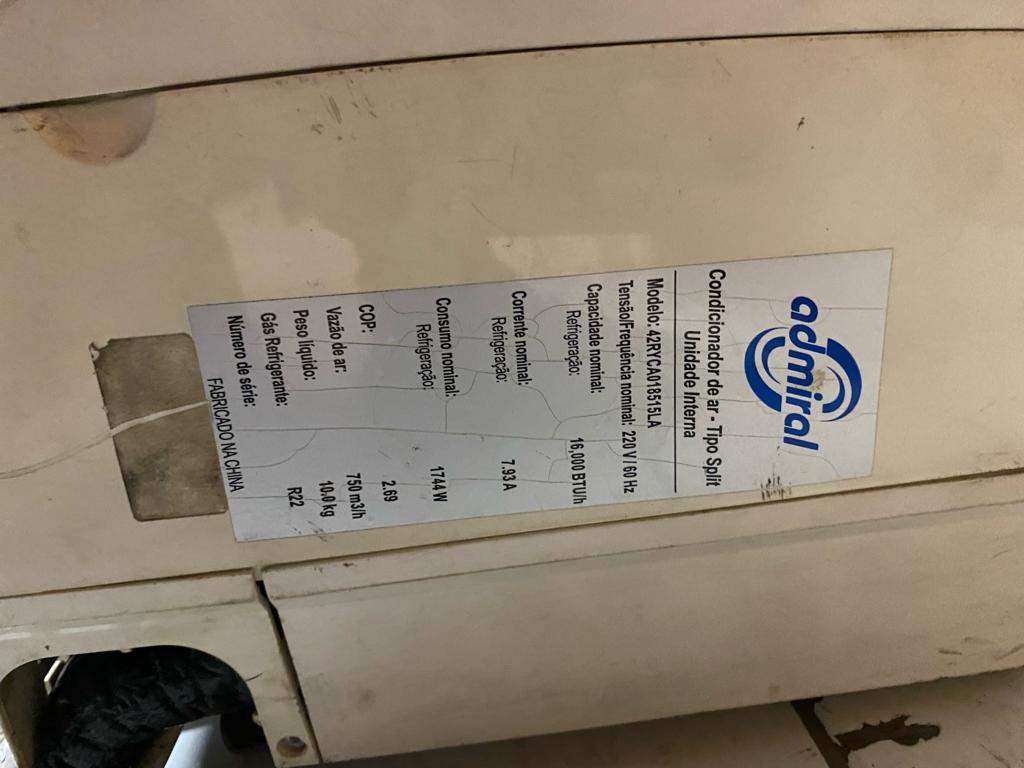 admiral
Condicionador de ar - Tipo Split
Unidade Interna
Modelo: 42RYCA018515LA
Tensão/Frequência nominal: 220 V / 60 Hz
Capacidade nominal:
Refrigeração: 16,000 BTU/h
Corrente nominal:
Refrigeração: 7.93 A
Consumo nominal:
Refrigeração: 1744 W
COP: 2.69
Vazão de ar: 750 m3/h
Peso líquido: 10.0 kg
Gás Refrigerante: R22
Número de série:
FABRICADO NA CHINA